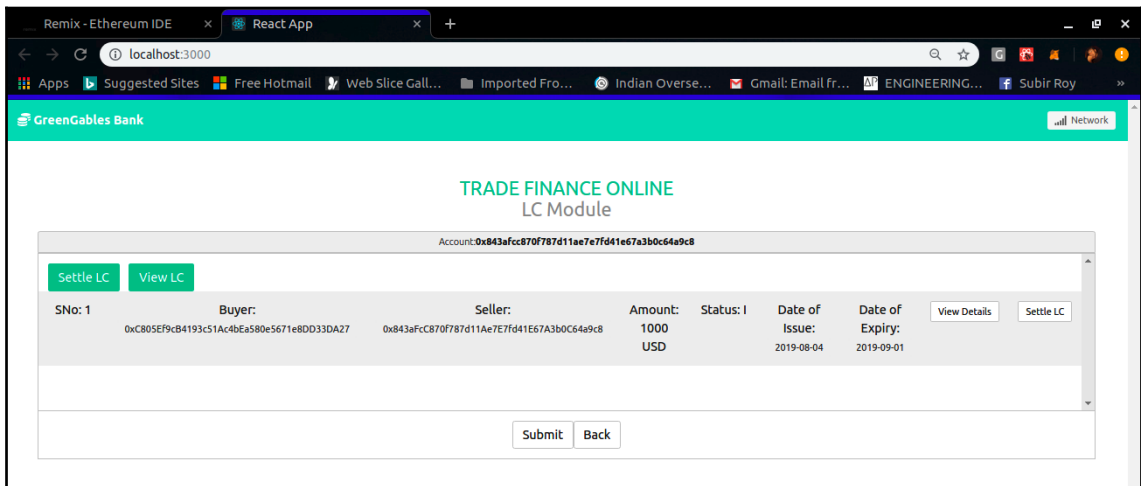 Remix - Ethereum IDE × React App × +
localhost:3000
Apps Suggested Sites Free Hotmail Web Slice Gall... Imported Fro... Indian Overse... Gmail: Email fr... ENGINEERING... Subir Roy »
GreenGables Bank Network
TRADE FINANCE ONLINE
LC Module
Account:0x843afcc870f787d11ae7e7fd41e67a3b0c64a9c8
Settle LC View LC
SNo: 1 Buyer: Seller: Amount: Status: I Date of Date of View Details Settle LC
0xC805Ef9cB4193c51Ac4bEa580e5671e8DD33DA27 0x843aFcC870f787d11Ae7E7fd41E67A3b0C64a9c8 1000 Issue: Expiry:
USD 2019-08-04 2019-09-01
Submit Back